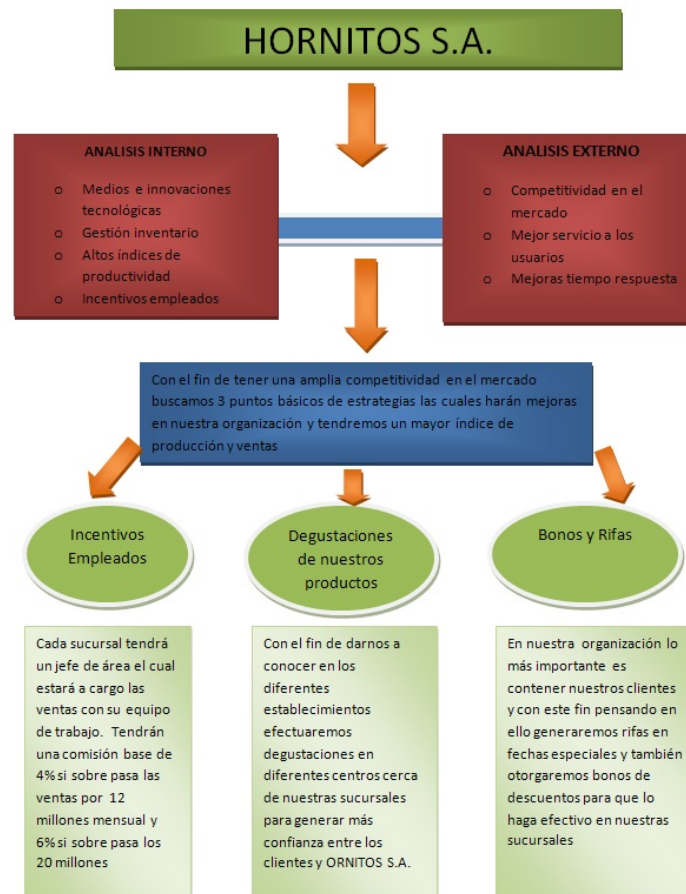 HORNITOS S.A.
ANALISIS INTERNO
o Medios e innovaciones
tecnológicas
o Gestión inventario
o Altos índices de
productividad
o Incentivos empleados
ANALISIS EXTERNO
o Competitividad en el
mercado
o Mejor servicio a los
usuarios
o Mejoras tiempo respuesta
Con el fin de tener una amplia competitividad en el mercado
buscamos 3 puntos básicos de estrategias las cuales harán mejoras
en nuestra organización y tendremos un mayor índice de
producción y ventas
Incentivos
Empleados
Degustaciones
de nuestros
productos
Bonos y Rifas
Cada sucursal tendrá
un jefe de área el cual
estará a cargo las
ventas con su equipo
de trabajo. Tendrán
una comisión base de
4% si sobre pasa las
ventas por 12
millones mensual y
6% si sobre pasa los
20 millones
Con el fin de darnos a
conocer en los
diferentes
establecimientos
efectuaremos
degustaciones en
diferentes centros cerca
de nuestras sucursales
para generar más
confianza entre los
clientes y ORNITOS S.A.
En nuestra organización lo
más importante es
contener nuestros clientes
y con este fin pensando en
ello generaremos rifas en
fechas especiales y también
otorgaremos bonos de
descuentos para que lo
haga efectivo en nuestras
sucursales